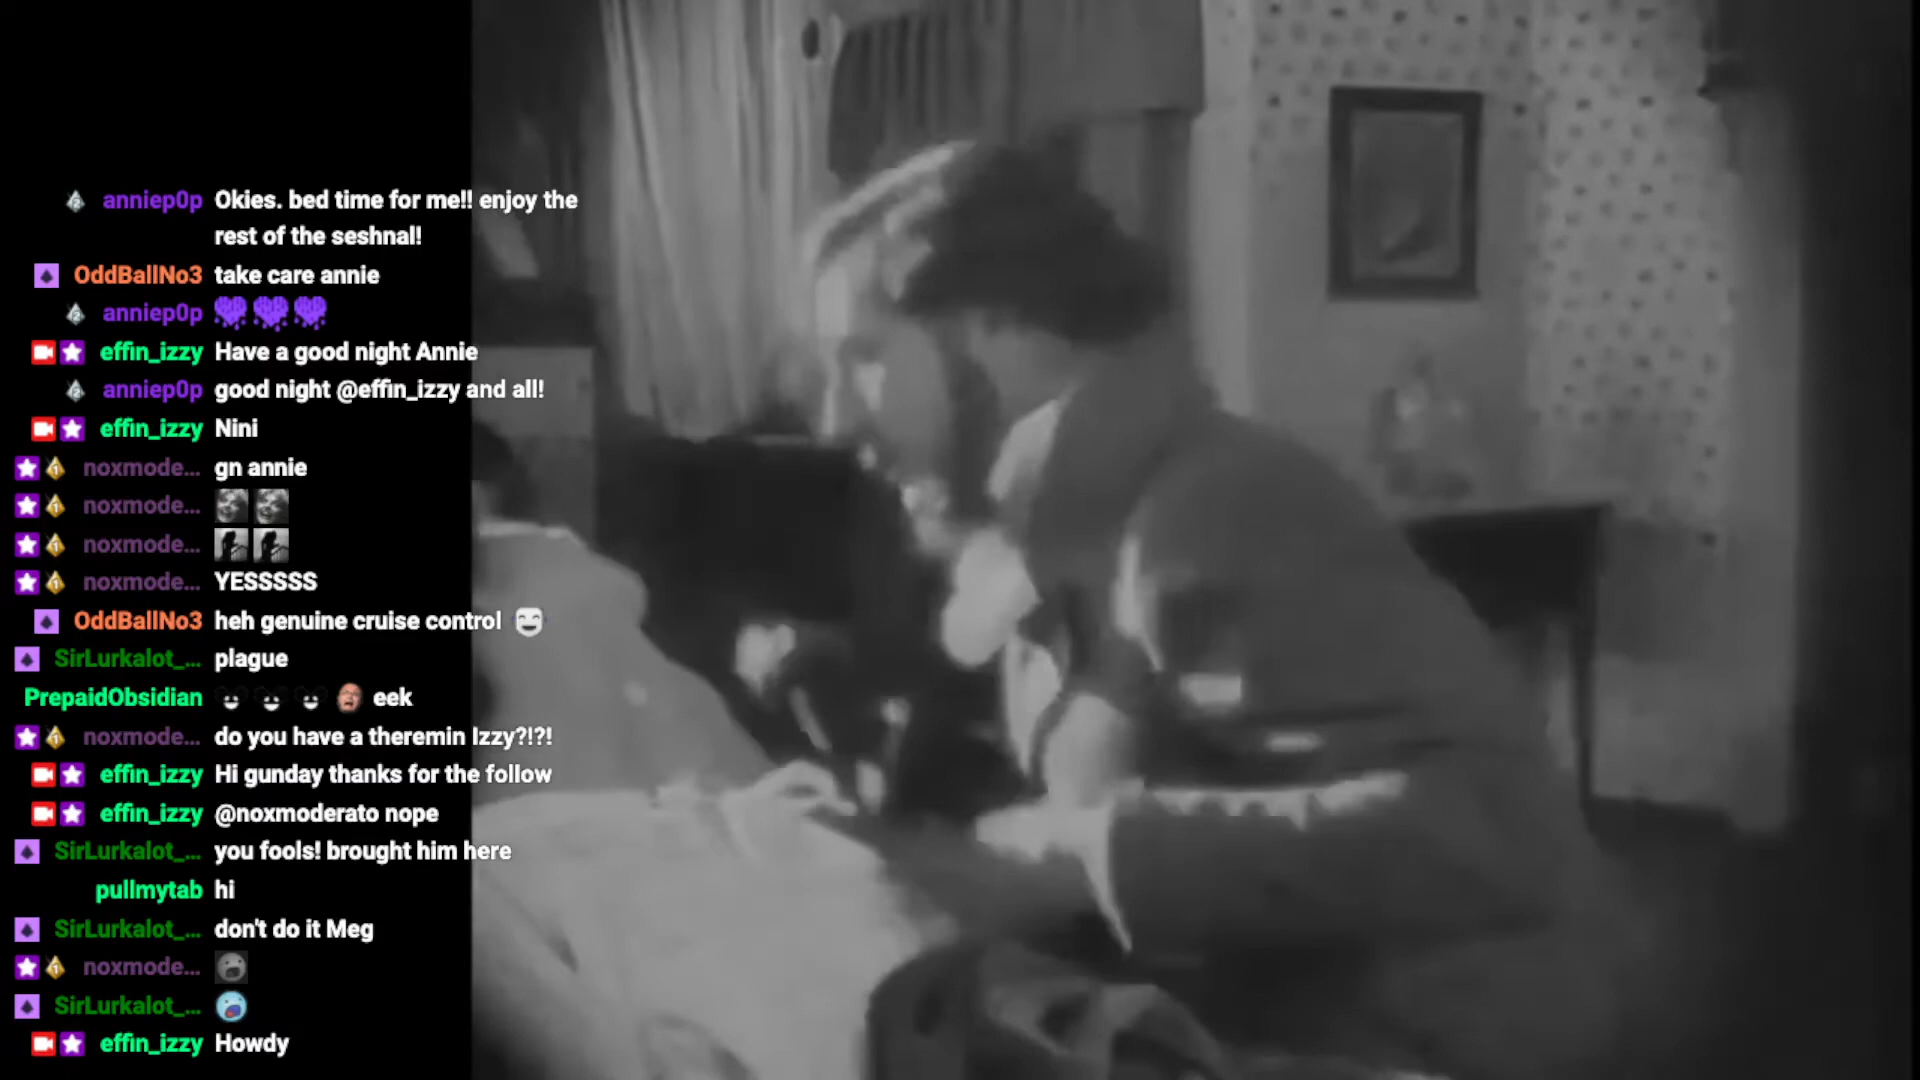 anniep0p Okies. bed time for me!! enjoy the
rest of the seshnal!
OddBallNo3 take care annie
anniep0p
effin_izzy Have a good night Annie
anniep0p good night @effin_izzy and all!
effin_izzy Nini
noxmode... gn annie
noxmode...
noxmode...
noxmode... YESSSSS
OddBallNo3 heh genuine cruise control
SirLurkalot_... plague
PrepaidObsidian eek
noxmode... do you have a theremin Izzy?!?!
effin_izzy Hi gunday thanks for the follow
effin_izzy @noxmoderato nope
SirLurkalot_... you fools! brought him here
pullmytab hi
SirLurkalot_... don't do it Meg
noxmode...
SirLurkalot_...
effin_izzy Howdy